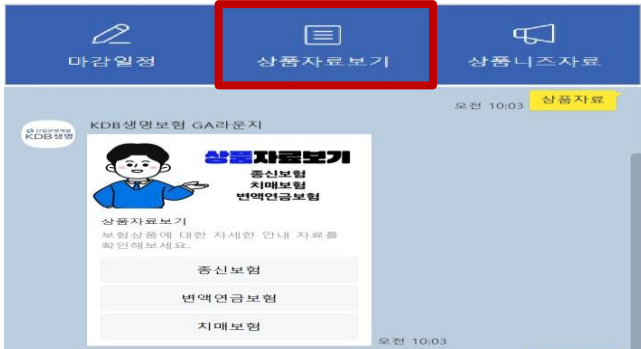 마감일정
상품자료보기
상품니즈자료
오전 10:03 상품자료
KDB생명
KDB생명보험 GA라운지
상품자료보기
종신보험
치매보험
변액연금보험
상품자료보기
보험상품에 대한 자세한 안내 자료를
확인해보세요.
종신보험
변액연금보험
치매보험
오전 10:03